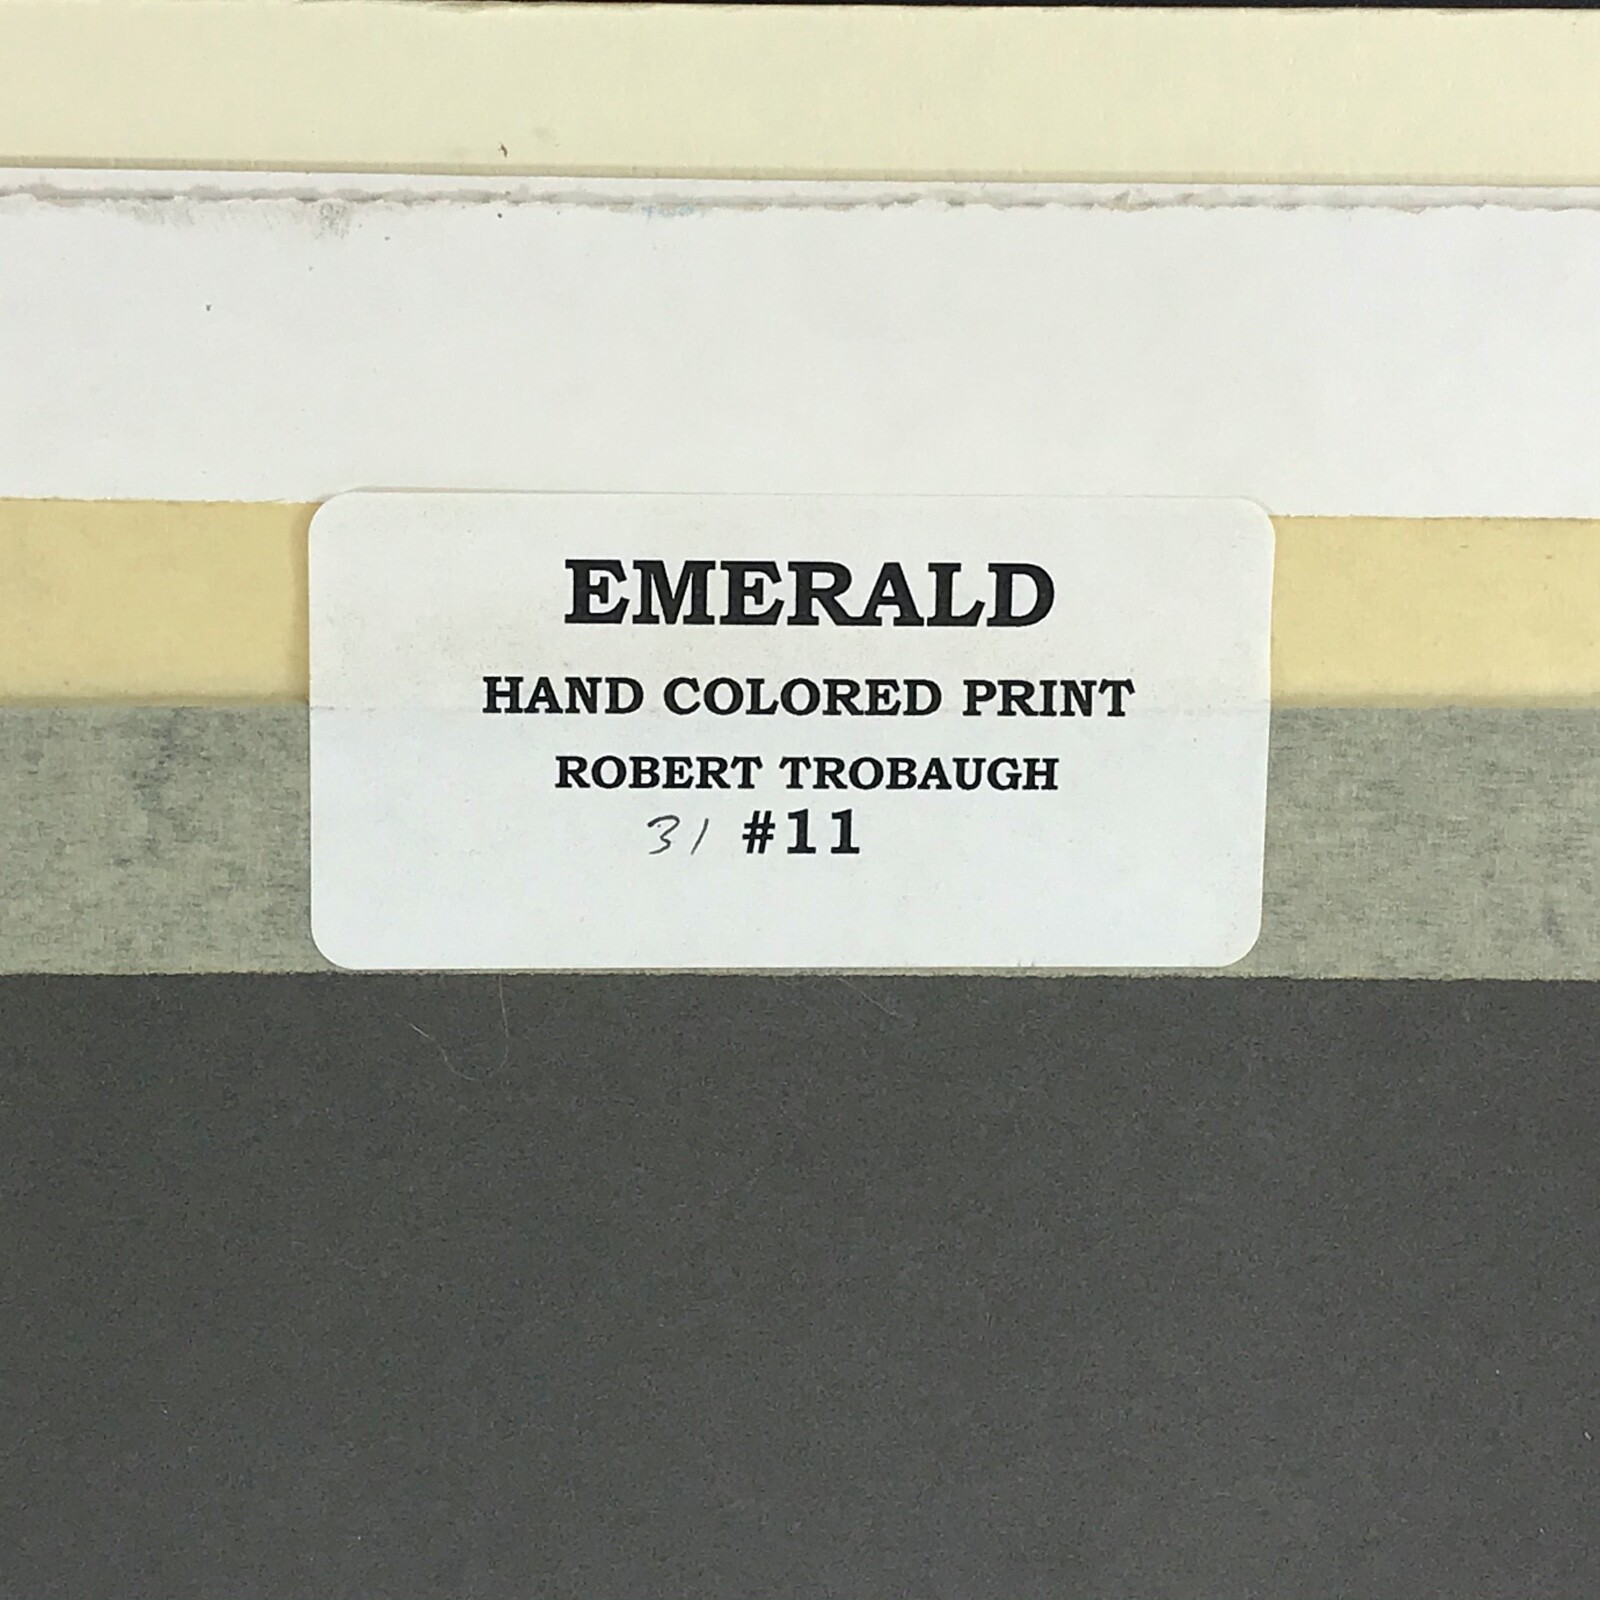 EMERALD
HAND COLORED PRINT
ROBERT TROBAUGH
31 #11